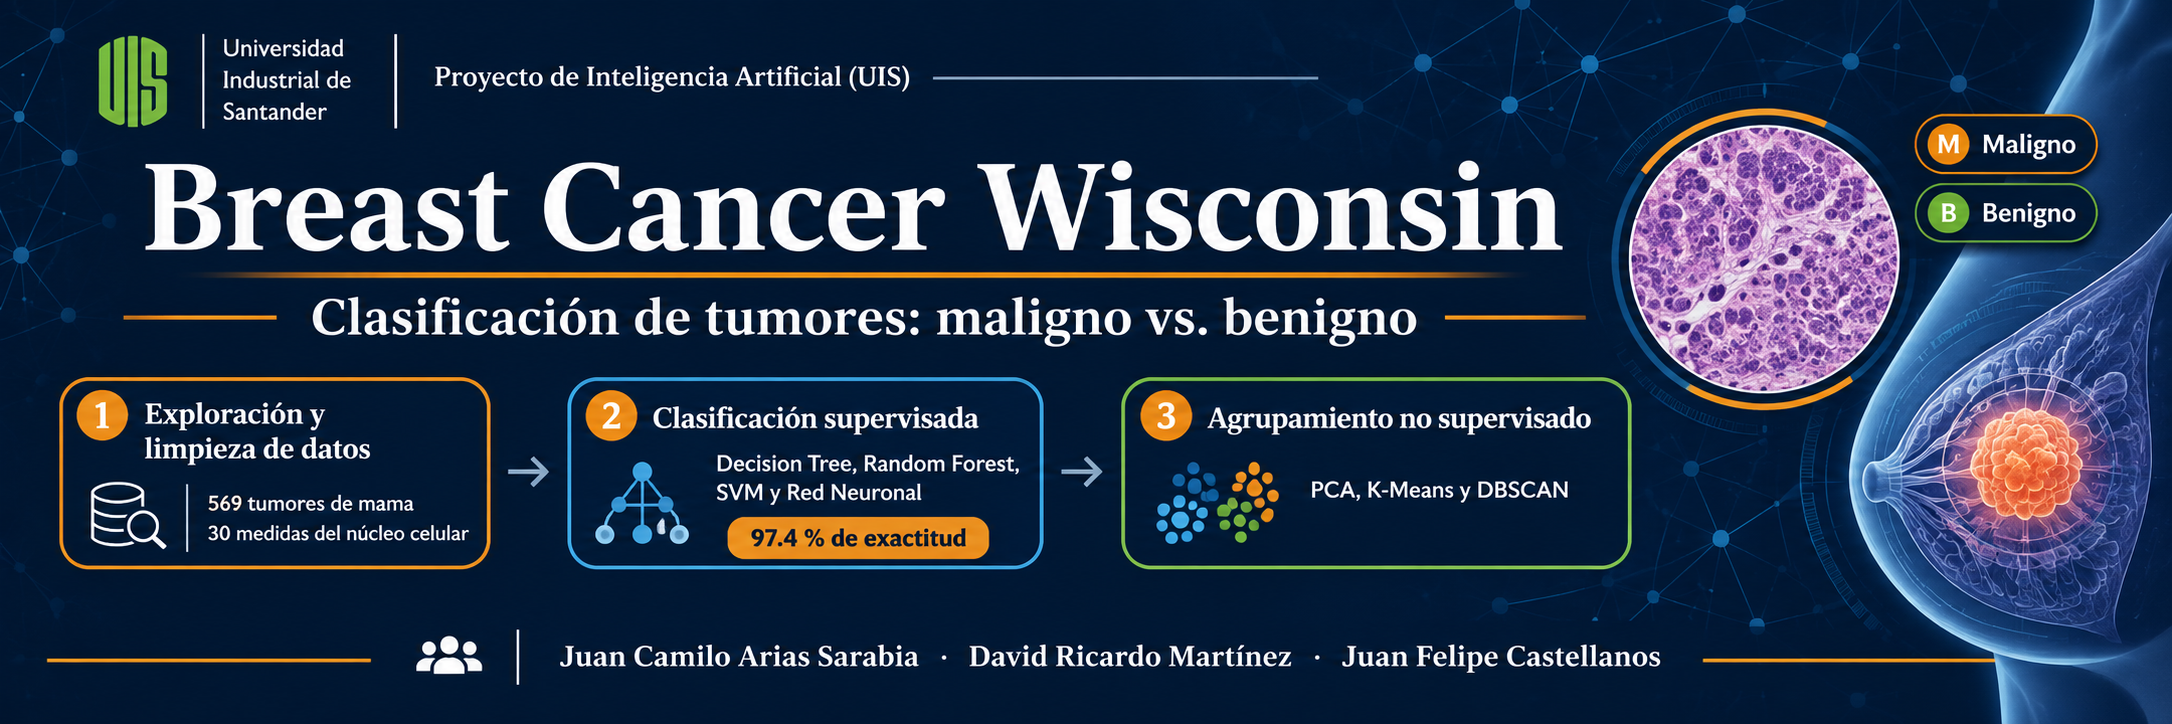 UIS
Universidad
Industrial de
Santander
Proyecto de Inteligencia Artificial (UIS)
Breast Cancer Wisconsin
Clasificación de tumores: maligno vs. benigno
M Maligno
B Benigno
1 Exploración y
limpieza de datos
569 tumores de mama
30 medidas del núcleo celular
2 Clasificación supervisada
Decision Tree, Random Forest,
SVM y Red Neuronal
97.4 % de exactitud
3 Agrupamiento no supervisado
PCA, K-Means y DBSCAN
Juan Camilo Arias Sarabia · David Ricardo Martínez · Juan Felipe Castellanos